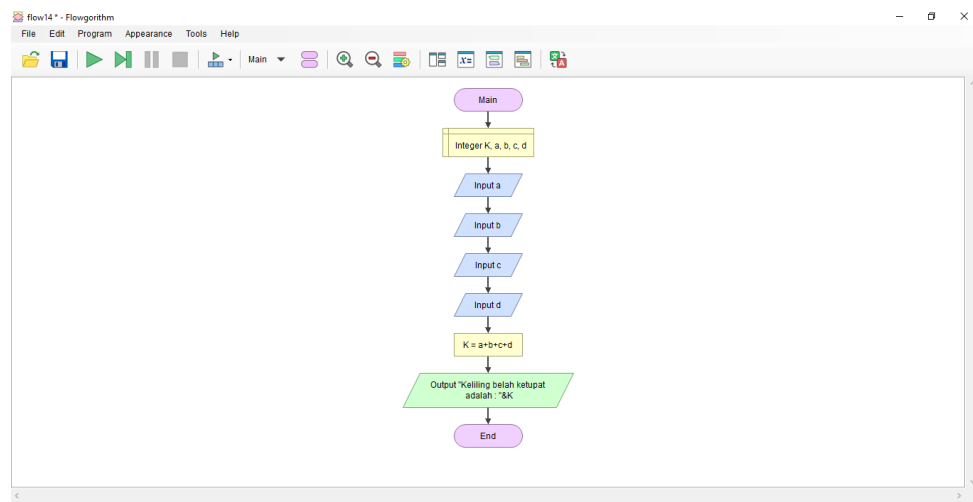 flow14 * - Flowgorithm
File Edit Program Appearance Tools Help
Main
x=
Main
Integer K, a, b, c, d
Input a
Input b
Input c
Input d
K = a+b+c+d
Output "Keliling belah ketupat
adalah : "&K
End